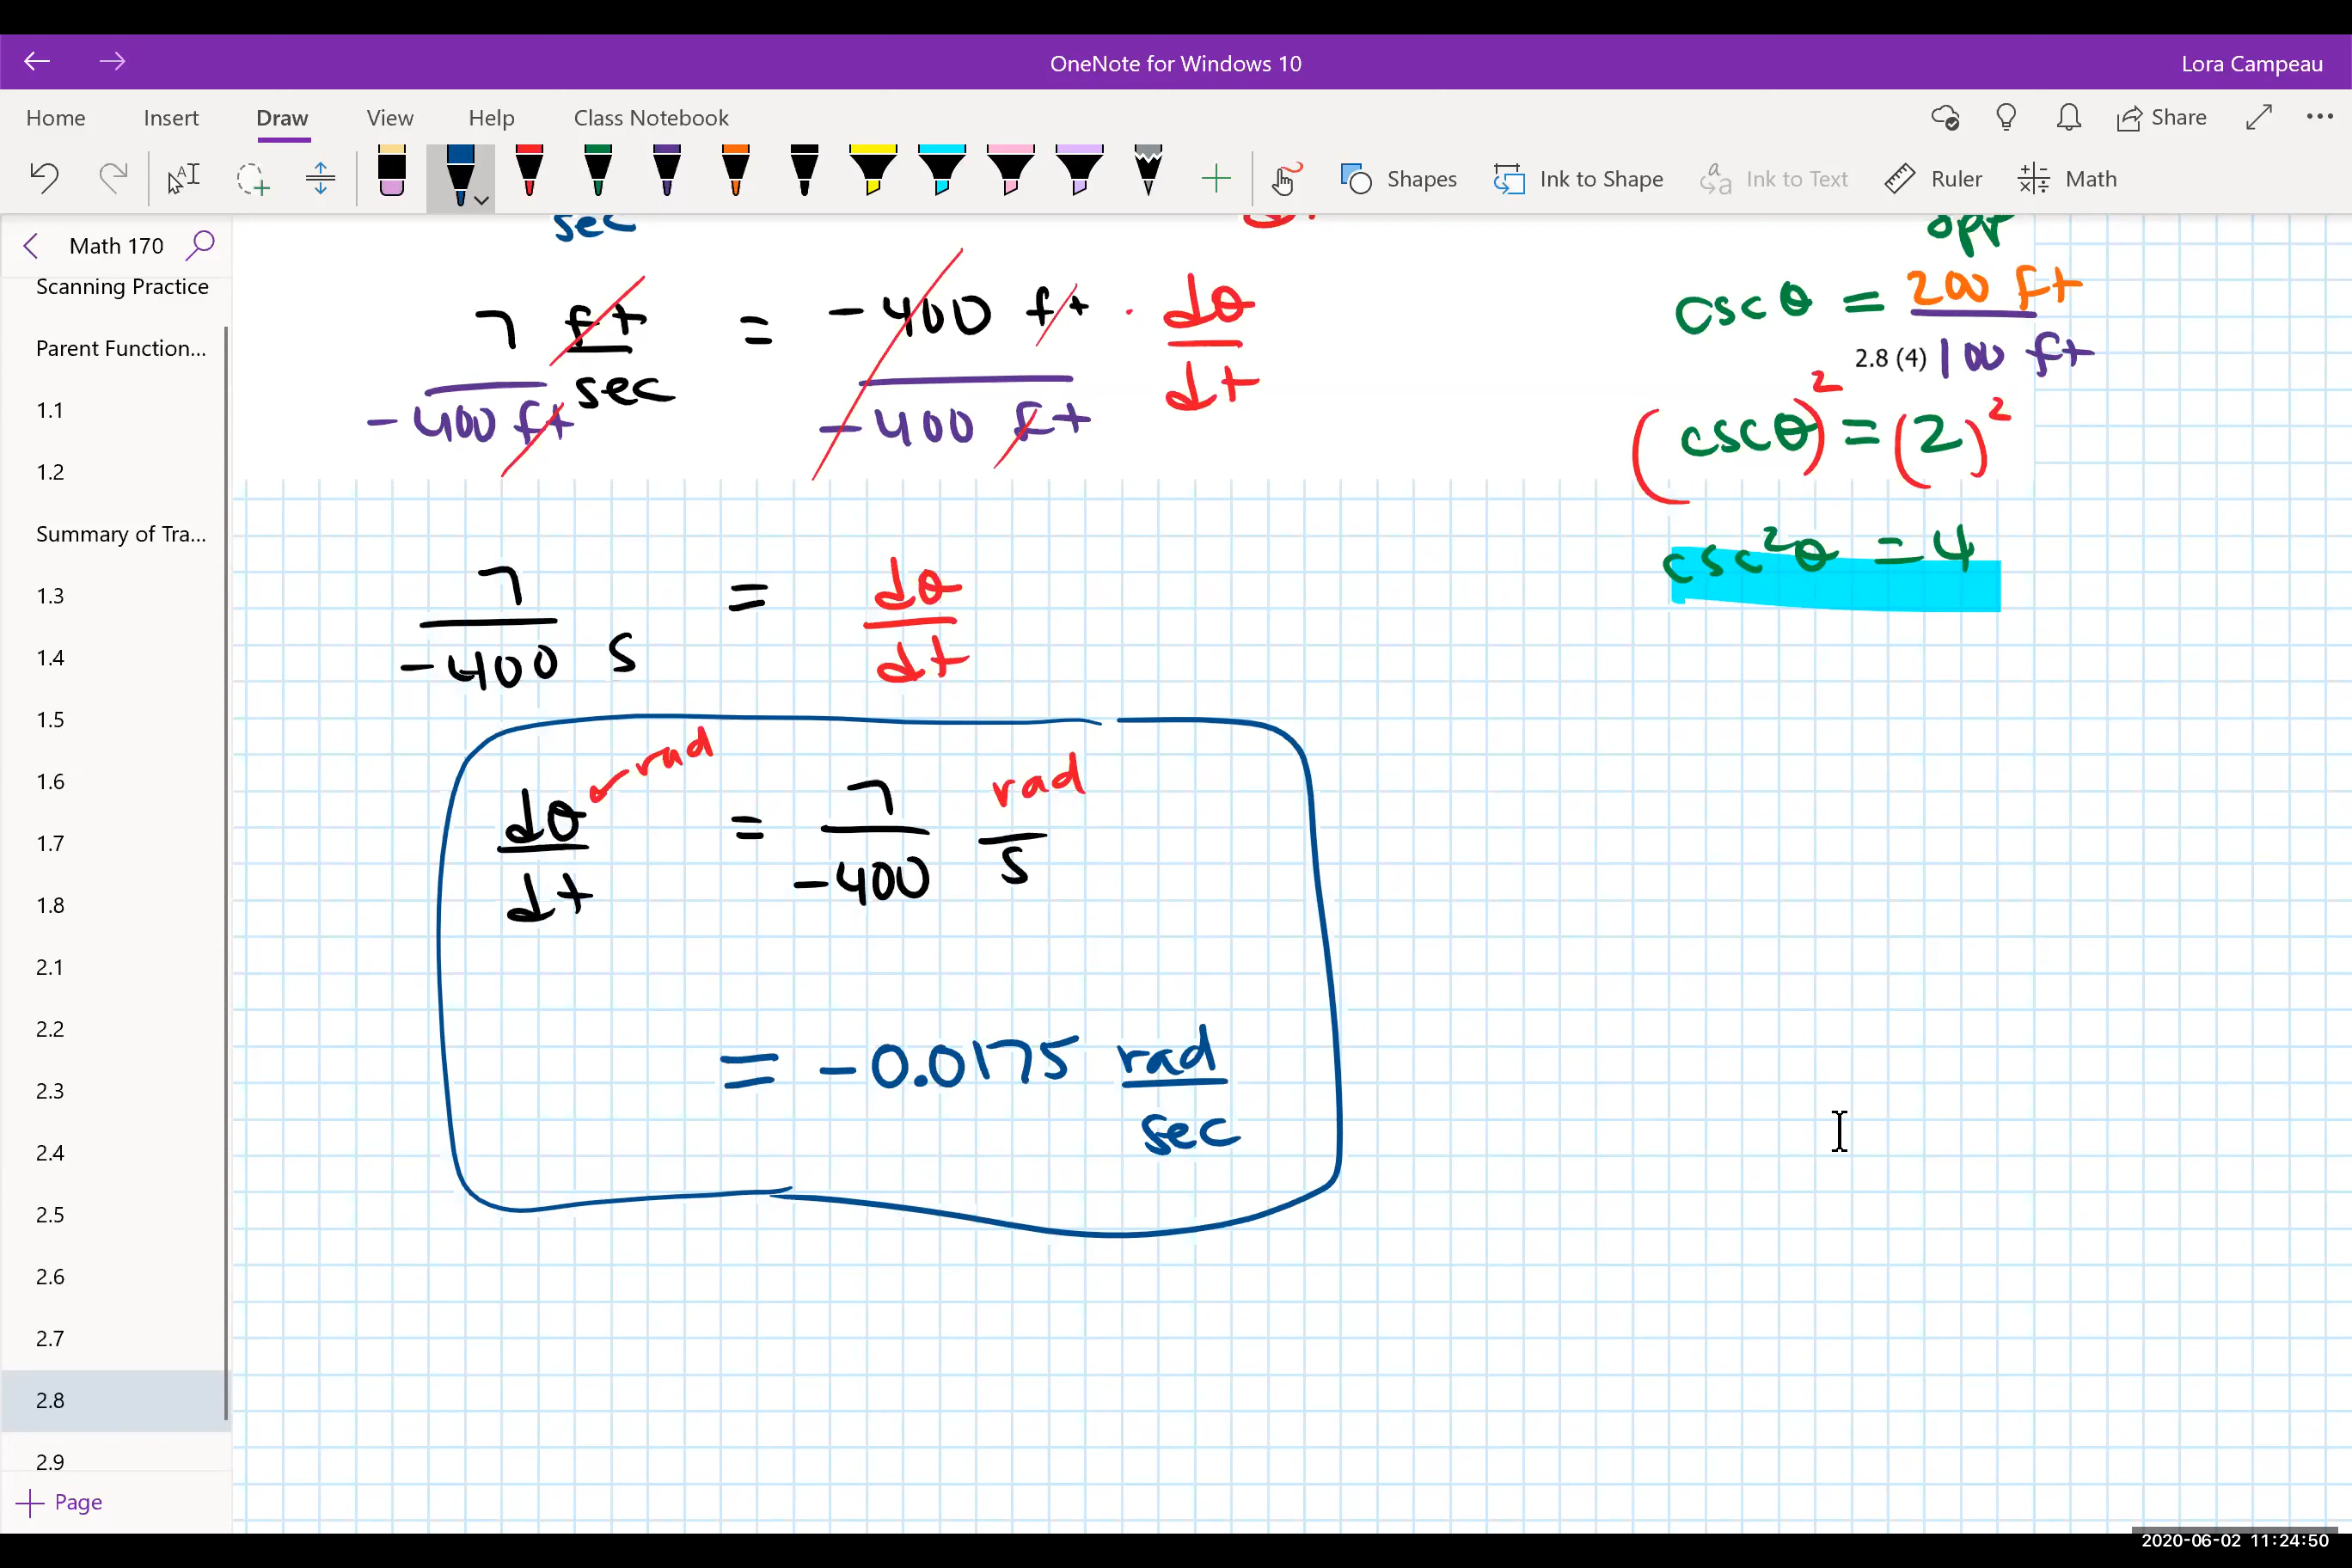 OneNote for Windows 10
Lora Campeau
Home Insert Draw View Help Class Notebook
Share
Shapes Ink to Shape Ink to Text Ruler Math
Math 170
Scanning Practice
Parent Function...
1.1
1.2
Summary of Tra...
1.3
1.4
1.5
1.6
1.7
1.8
2.1
2.2
2.3
2.4
2.5
2.6
2.7
2.8
2.9
Page
sec
7 ft/sec / -400 ft = -400 ft / -400 ft · dθ/dt
7/-400 s = dθ/dt
rad
dθ/dt = 7/-400 rad/s
= -0.0175 rad/sec
opp
cscθ = 200 ft / 100 ft
2.8 (4)
(cscθ)² = (2)²
csc²θ = 4
2020-06-02 11:24:50